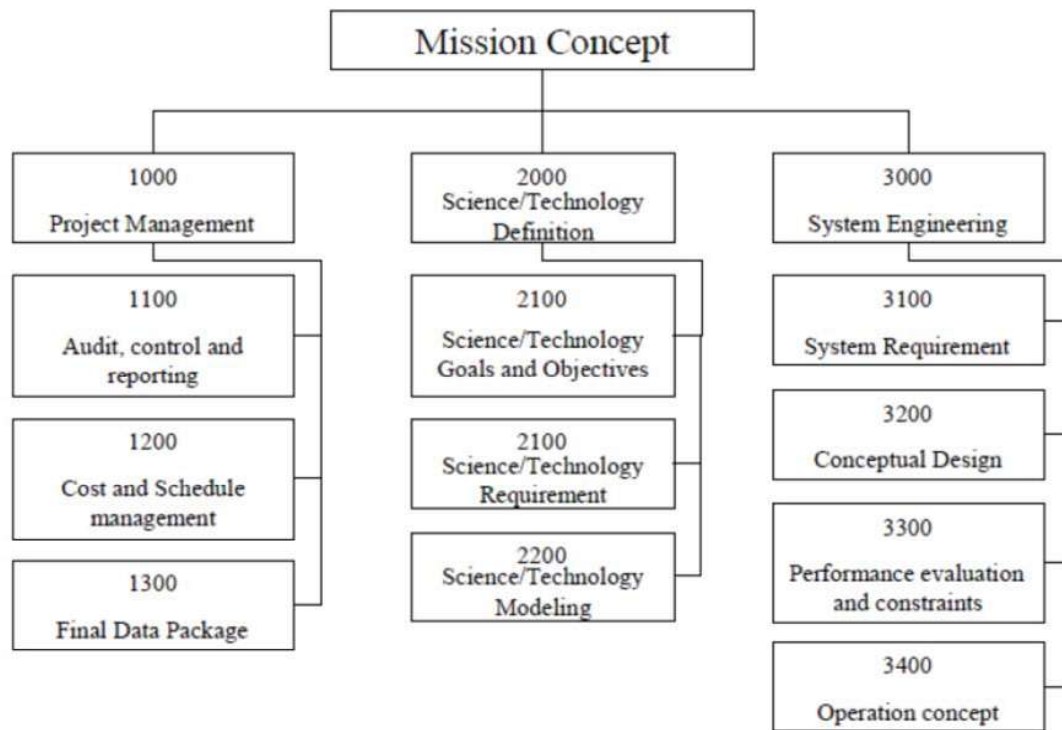 Mission Concept
1000
Project Management
1100
Audit, control and
reporting
1200
Cost and Schedule
management
1300
Final Data Package
2000
Science/Technology
Definition
2100
Science/Technology
Goals and Objectives
2100
Science/Technology
Requirement
2200
Science/Technology
Modeling
3000
System Engineering
3100
System Requirement
3200
Conceptual Design
3300
Performance evaluation
and constraints
3400
Operation concept